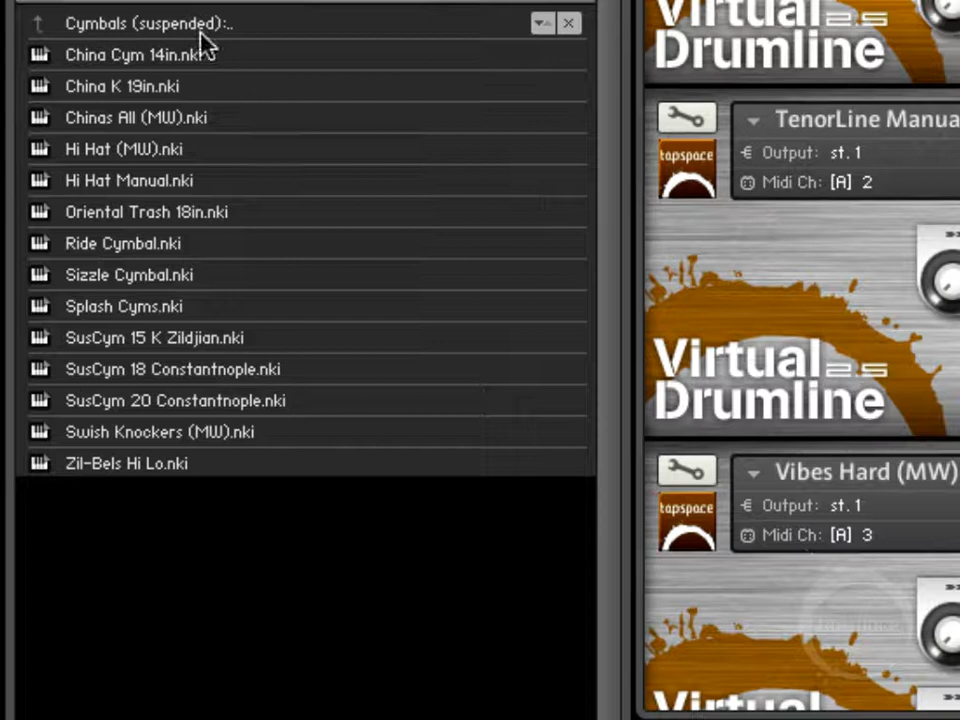 Cymbals (suspended):..
China Cym 14in.nki
China K 19in.nki
Chinas All (MW).nki
Hi Hat (MW).nki
Hi Hat Manual.nki
Oriental Trash 18in.nki
Ride Cymbal.nki
Sizzle Cymbal.nki
Splash Cyms.nki
SusCym 15 K Zildjian.nki
SusCym 18 Constantnople.nki
SusCym 20 Constantnople.nki
Swish Knockers (MW).nki
Zil-Bels Hi Lo.nki
Virtual
Drumline
TenorLine Manua
tapspace
Output: st.1
Midi Ch: [A] 2
Virtual 2.5
Drumline
Vibes Hard (MW)
tapspace
Output: st.1
Midi Ch: [A] 3
Virtual